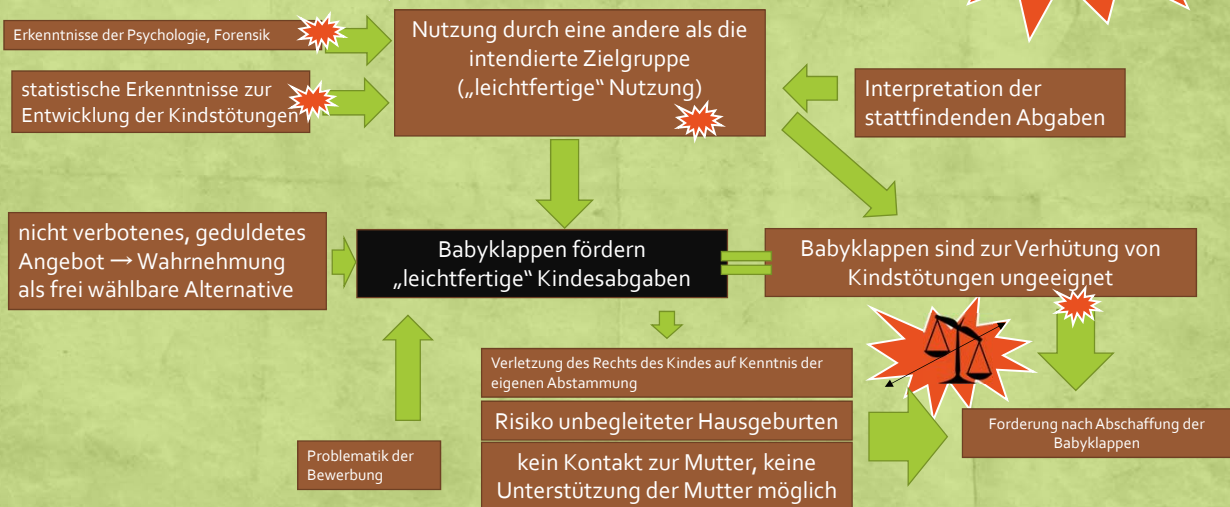 Erkenntnisse der Psychologie, Forensik
Nutzung durch eine andere als die
intendierte Zielgruppe
(„leichtfertige“ Nutzung)
statistische Erkenntnisse zur
Entwicklung der Kindstötungen
Interpretation der
stattfindenden Abgaben
nicht verbotenes, geduldetes
Angebot → Wahrnehmung
als frei wählbare Alternative
Babyklappen fördern
„leichtfertige“ Kindesabgaben
Babyklappen sind zur Verhütung von
Kindstötungen ungeeignet
Verletzung des Rechts des Kindes auf Kenntnis der
eigenen Abstammung
Risiko unbegleiteter Hausgeburten
kein Kontakt zur Mutter, keine
Unterstützung der Mutter möglich
Problematik der
Bewerbung
Forderung nach Abschaffung der
Babyklappen